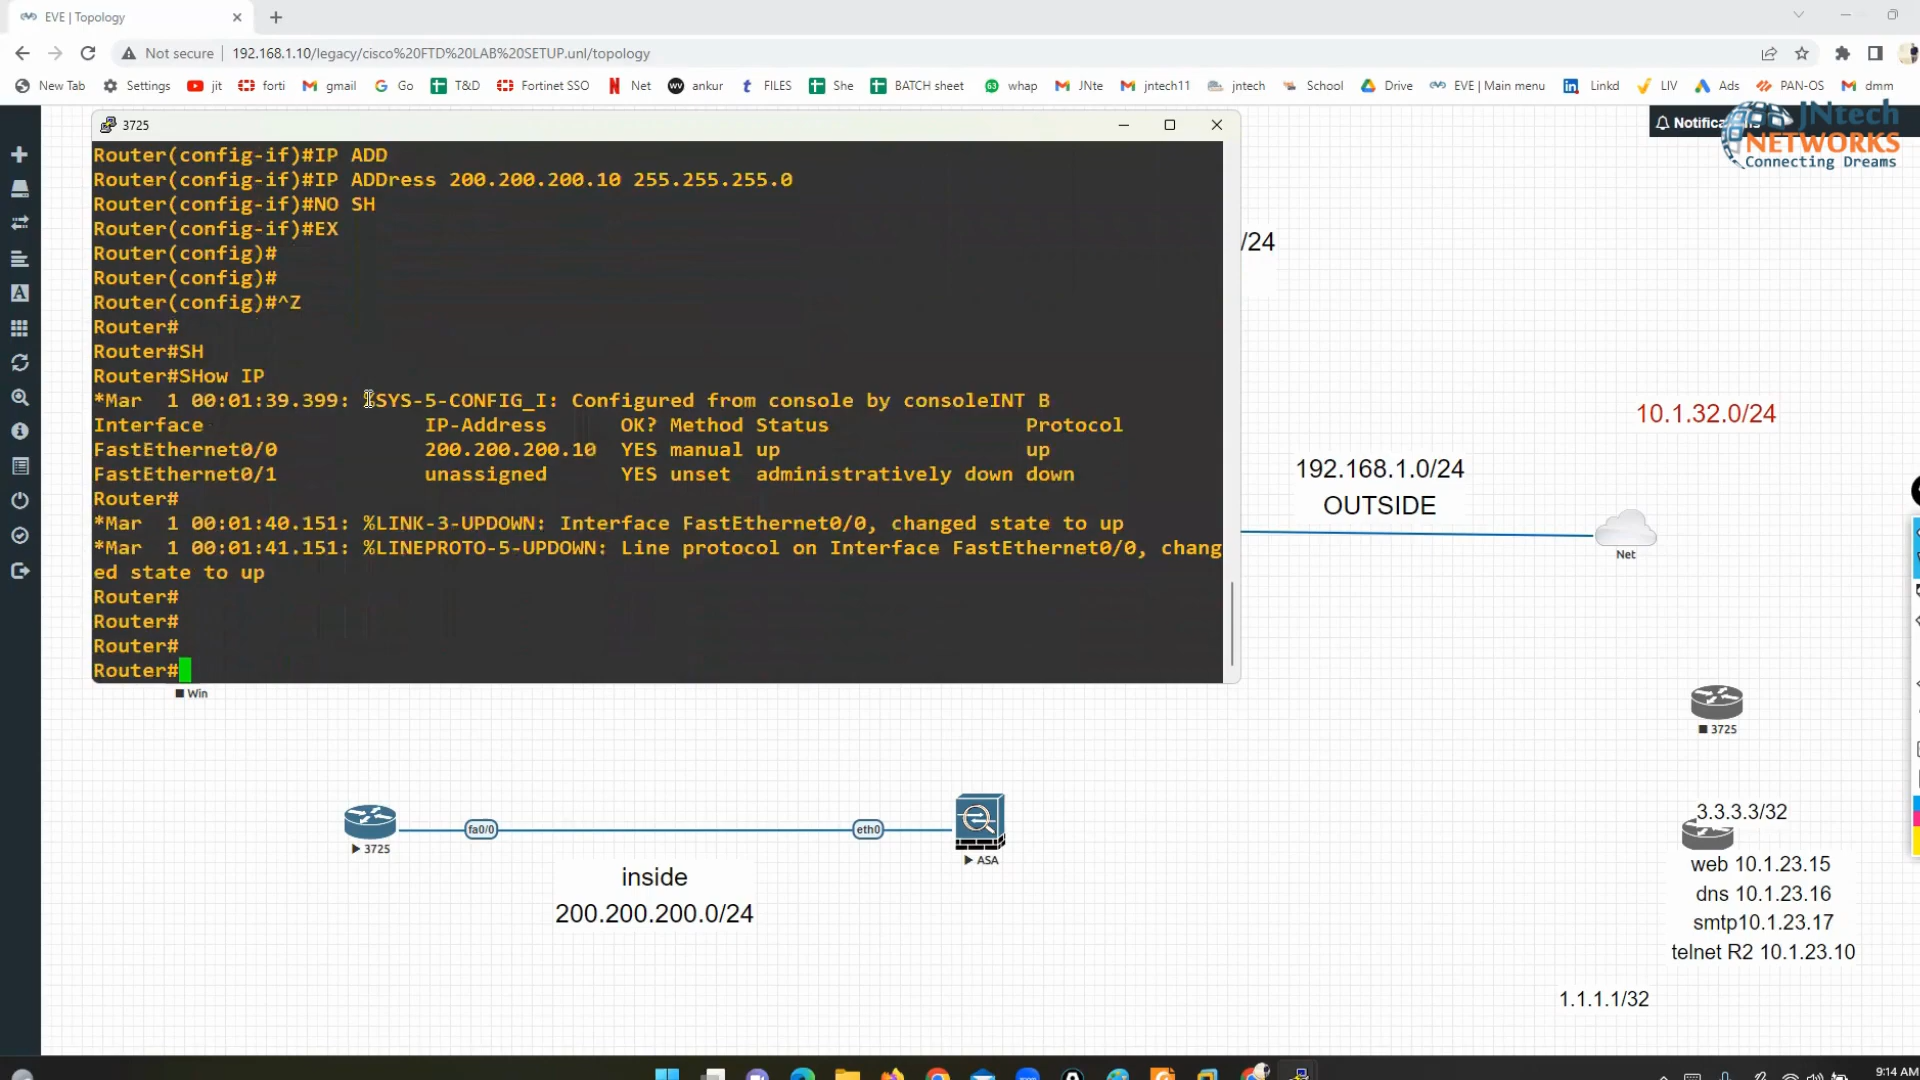 EVE | Topology
Not secure
192.168.1.10/legacy/cisco%20FTD%20LAB%20SETUP.unl/topology
New Tab
Settings
jit
forti
gmail
Go
T&D
Fortinet SSO
Net
ankur
FILES
She
BATCH sheet
whap
JNte
jntech11
jntech
School
Drive
EVE | Main menu
Linkd
LIV
Ads
PAN-OS
dmm
3725
JNtech
NETWORKS
Connecting Dreams
Router(config-if)#IP ADD
Router(config-if)#IP ADDress 200.200.200.10 255.255.255.0
Router(config-if)#NO SH
Router(config-if)#EX
Router(config)#
Router(config)#
Router(config)#^Z
Router#
Router#SH
Router#SHow IP
*Mar 1 00:01:39.399: %SYS-5-CONFIG_I: Configured from console by consoleINT B
Interface IP-Address OK? Method Status Protocol
FastEthernet0/0 200.200.200.10 YES manual up up
FastEthernet0/1 unassigned YES unset administratively down down
Router#
*Mar 1 00:01:40.151: %LINK-3-UPDOWN: Interface FastEthernet0/0, changed state to up
*Mar 1 00:01:41.151: %LINEPROTO-5-UPDOWN: Line protocol on Interface FastEthernet0/0, chang
ed state to up
Router#
Router#
Router#
Router#
/24
10.1.32.0/24
192.168.1.0/24
OUTSIDE
Net
Win
3725
fa0/0
eth0
3725
ASA
inside
200.200.200.0/24
3.3.3.3/32
web 10.1.23.15
dns 10.1.23.16
smtp10.1.23.17
telnet R2 10.1.23.10
1.1.1.1/32
9:14 AM